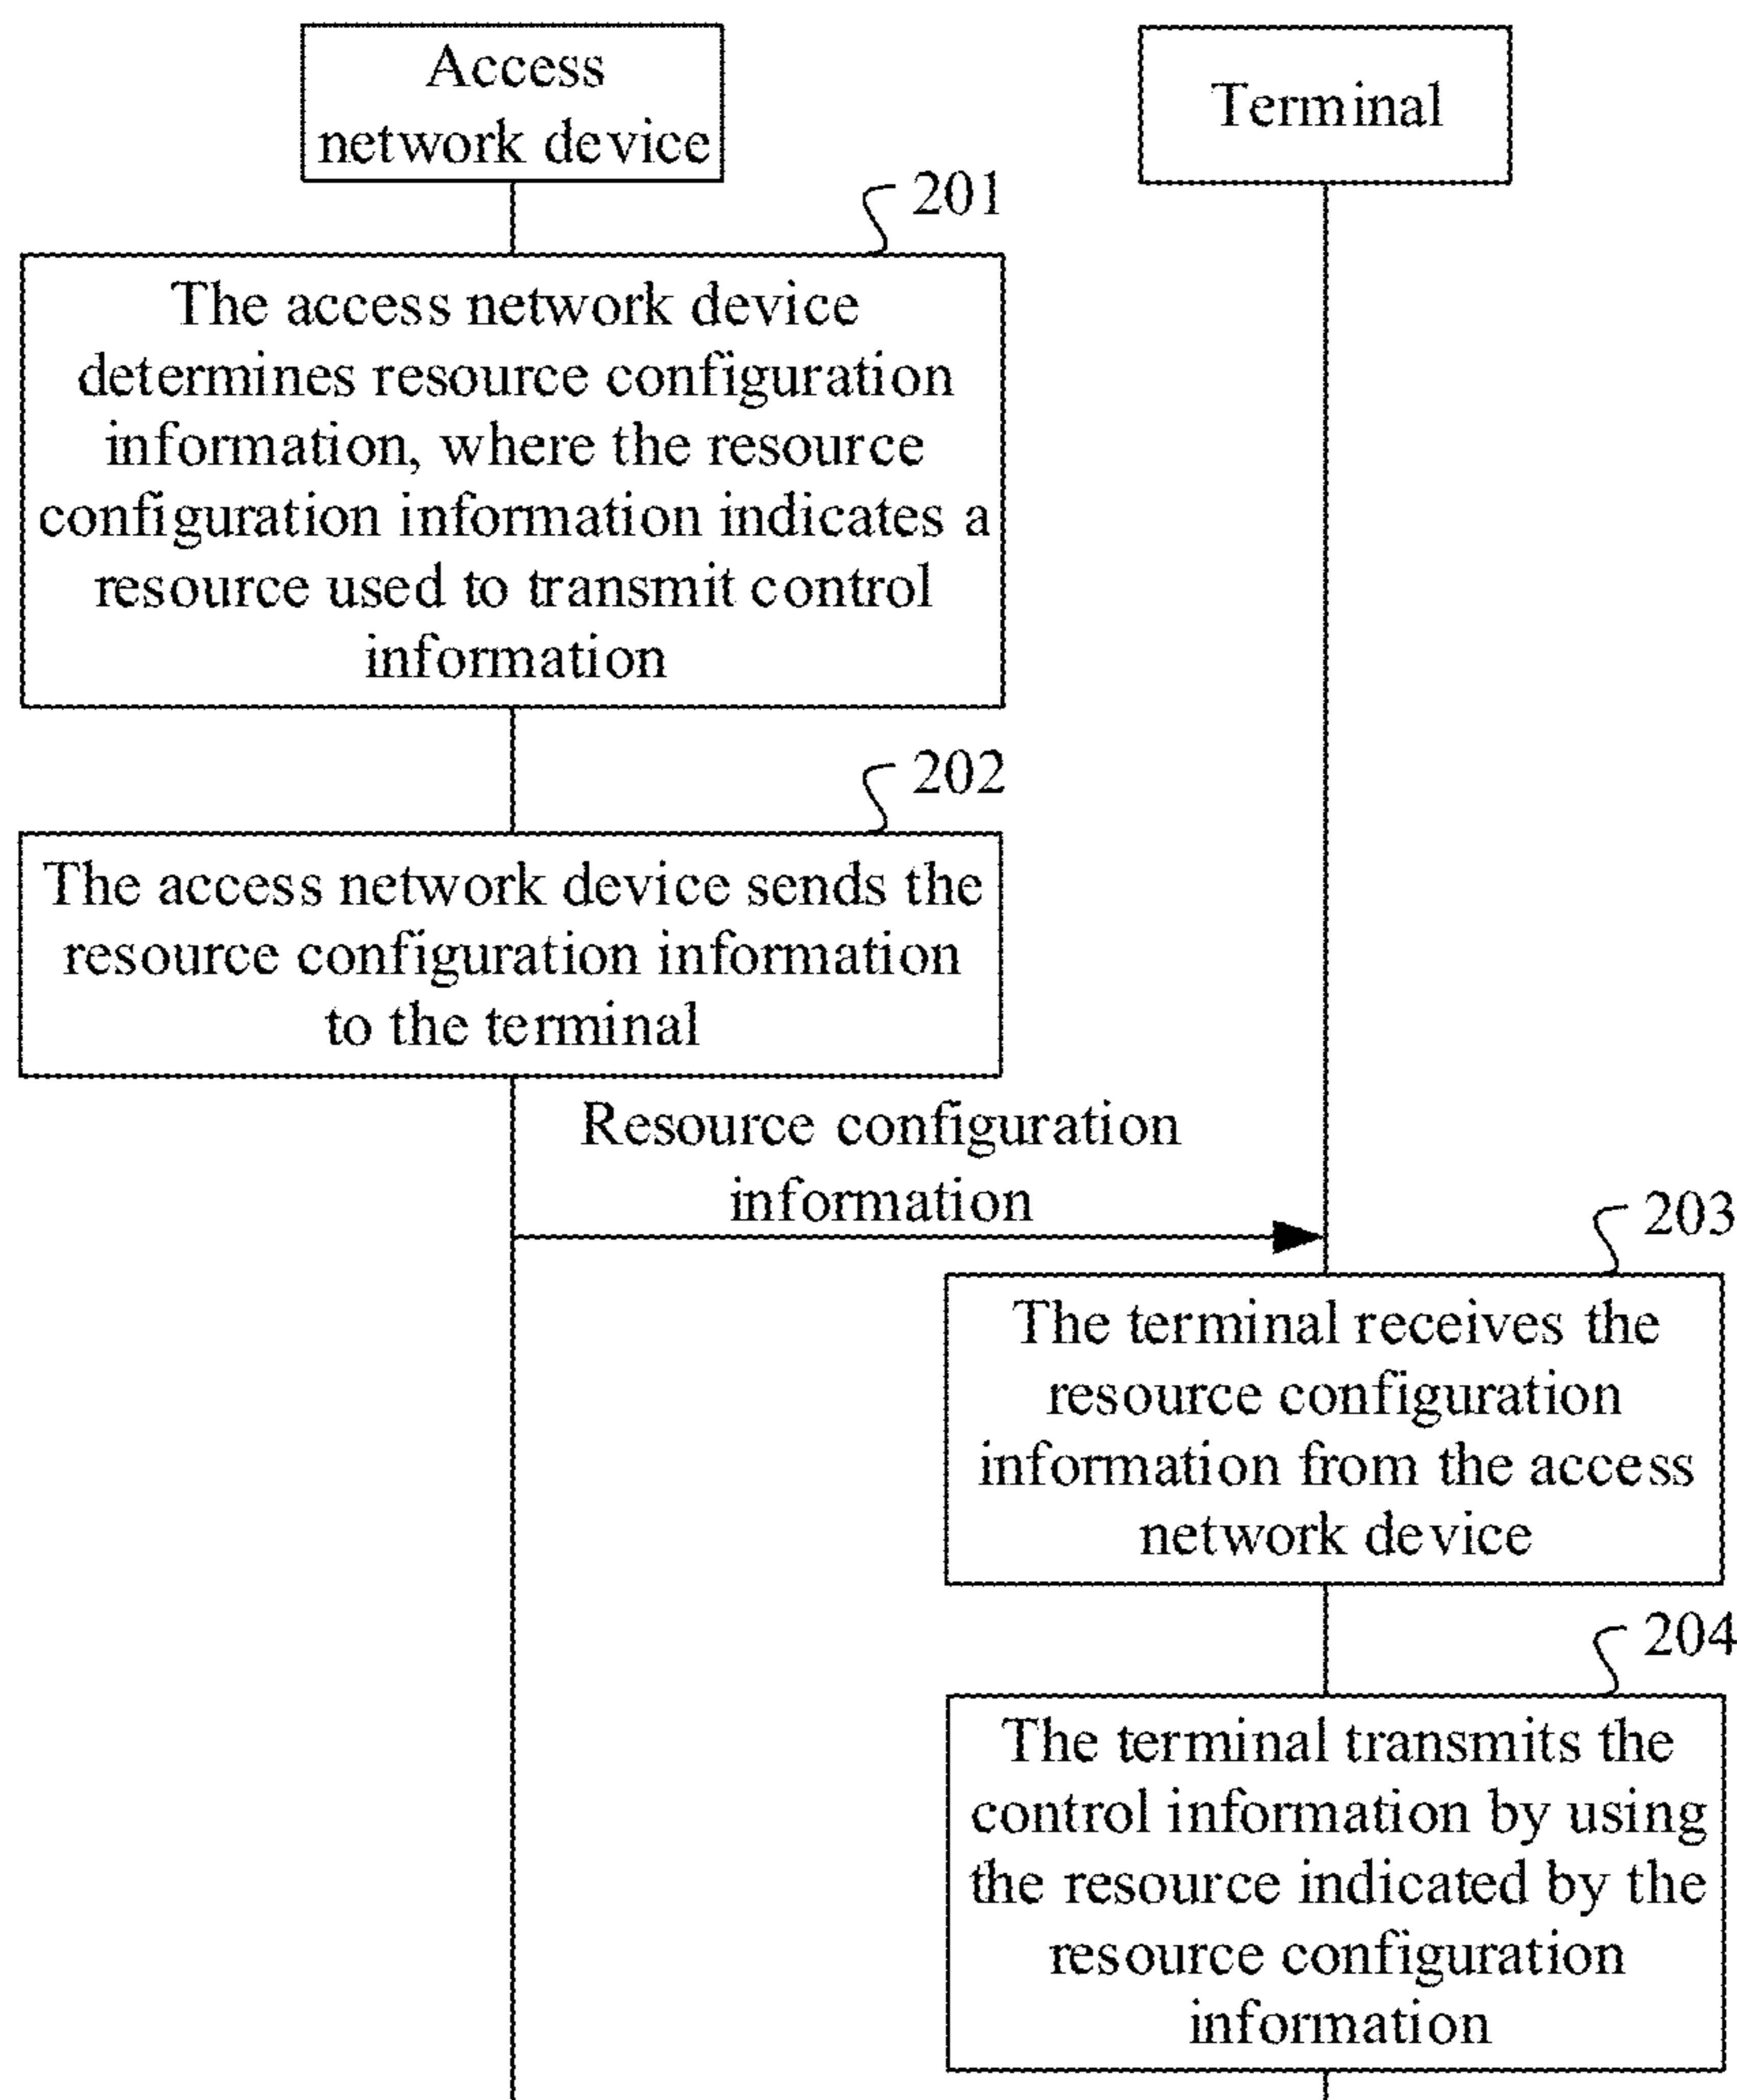 Access
network device
Terminal
201
The access network device
determines resource configuration
information, where the resource
configuration information indicates a
resource used to transmit control
information
202
The access network device sends the
resource configuration information
to the terminal
Resource configuration
information
203
The terminal receives the
resource configuration
information from the access
network device
204
The terminal transmits the
control information by using
the resource indicated by the
resource configuration
information